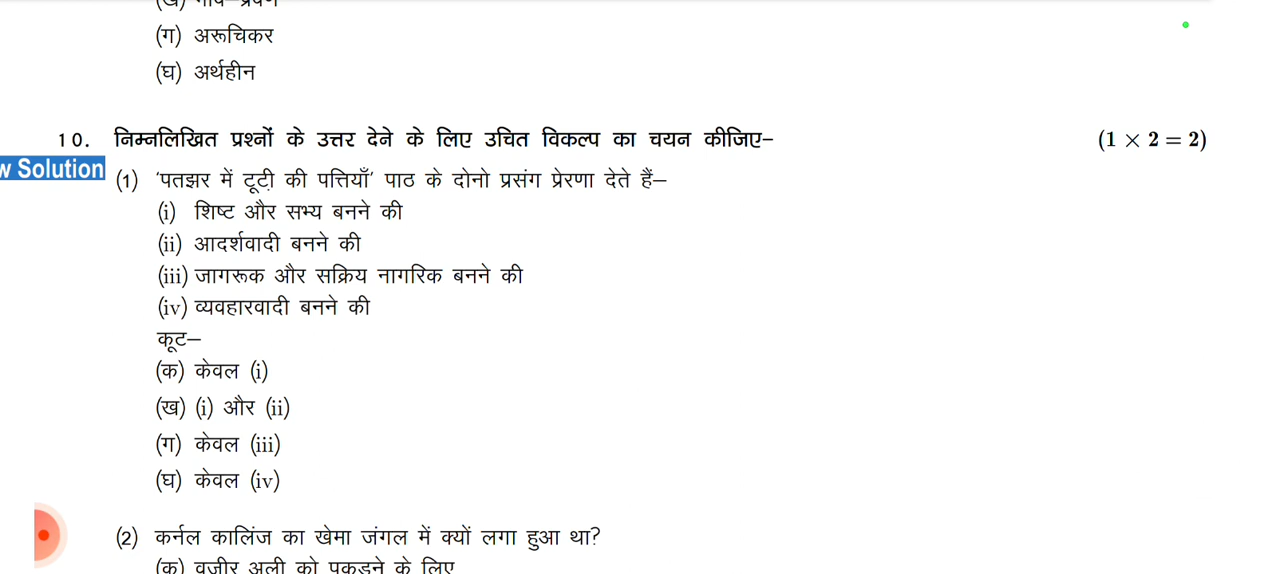 (ग) अरूचिकर
(घ) अर्थहीन
10. निम्नलिखित प्रश्नों के उत्तर देने के लिए उचित विकल्प का चयन कीजिए– (1 × 2 = 2)
w Solution
(1) ‘पतझर में टूटी़ की पत्तियाँ’ पाठ के दोनो प्रसंग प्रेरणा देते हैं–
(i) शिष्ट और सभ्य बनने की
(ii) आदर्शवादी बनने की
(iii) जागरूक और सक्रिय नागरिक बनने की
(iv) व्यवहारवादी बनने की
कूट–
(क) केवल (i)
(ख) (i) और (ii)
(ग) केवल (iii)
(घ) केवल (iv)
(2) कर्नल कालिंज का खेमा जंगल में क्यों लगा हुआ था?
(क) वजीर अली को पकड़ने के लिए